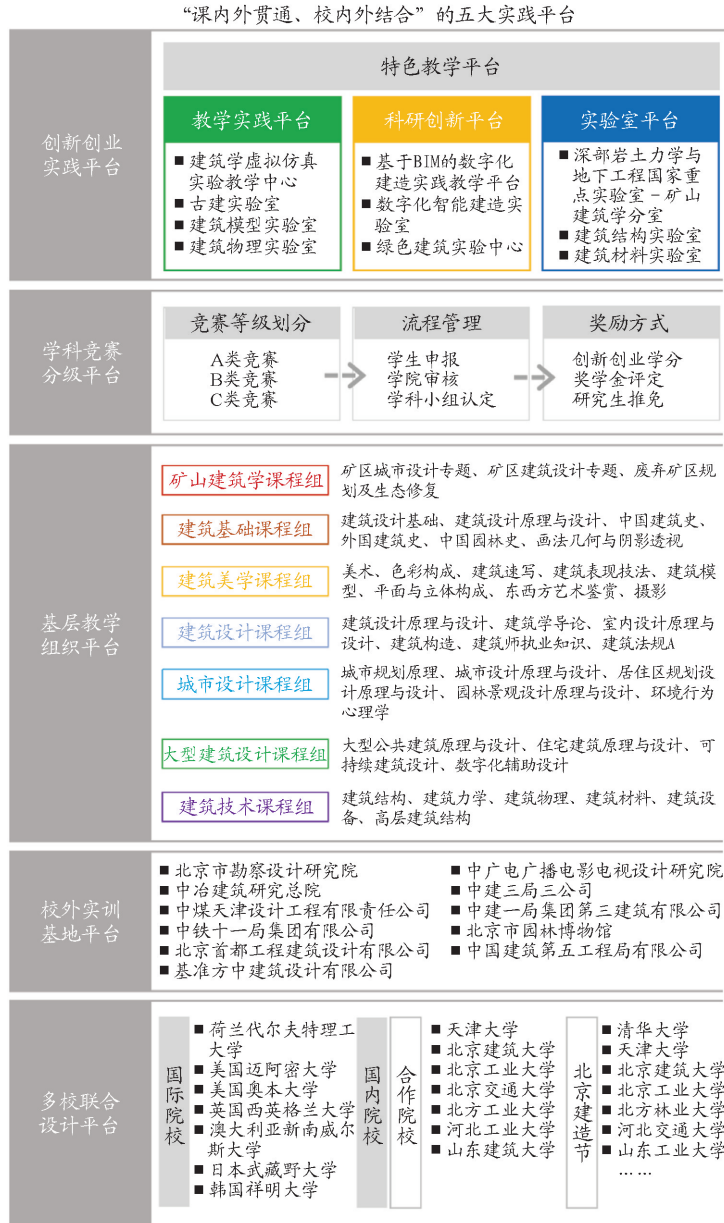 “课内外贯通、校内外结合”的五大实践平台
创新创业
实践平台
特色教学平台
教学实践平台
■ 建筑学虚拟仿真
实验教学中心
■ 古建实验室
■ 建筑模型实验室
■ 建筑物理实验室
科研创新平台
■ 基于BIM的数字化
建造实践教学平台
■ 数字化智能建造实
验室
■ 绿色建筑实验中心
实验室平台
■ 深部岩土力学与
地下工程国家重
点实验室－矿山
建筑学分室
■ 建筑结构实验室
■ 建筑材料实验室
学科竞赛
分级平台
竞赛等级划分
A类竞赛
B类竞赛
C类竞赛
流程管理
学生申报
学院审核
学科小组认定
奖励方式
创新创业学分
奖学金评定
研究生推免
基层教学
组织平台
矿山建筑学课程组
矿区城市设计专题、矿区建筑设计专题、废弃矿区规
划及生态修复
建筑基础课程组
建筑设计基础、建筑设计原理与设计、中国建筑史、
外国建筑史、中国园林史、画法几何与阴影透视
建筑美学课程组
美术、色彩构成、建筑速写、建筑表现技法、建筑模
型、平面与立体构成、东西方艺术鉴赏、摄影
建筑设计课程组
建筑设计原理与设计、建筑学导论、室内设计原理与
设计、建筑构造、建筑师执业知识、建筑法规A
城市设计课程组
城市规划原理、城市设计原理与设计、居住区规划设
计原理与设计、园林景观设计原理与设计、环境行为
心理学
大型建筑设计课程组
大型公共建筑原理与设计、住宅建筑原理与设计、可
持续建筑设计、数字化辅助设计
建筑技术课程组
建筑结构、建筑力学、建筑物理、建筑材料、建筑设
备、高层建筑结构
校外实训
基地平台
■ 北京市勘察设计研究院
■ 中冶建筑研究总院
■ 中煤天津设计工程有限责任公司
■ 中铁十一局集团有限公司
■ 北京首都工程建筑设计有限公司
■ 基准方中建筑设计有限公司
■ 中广电广播电影电视设计研究院
■ 中建三局三公司
■ 中建一局集团第三建筑有限公司
■ 北京市园林博物馆
■ 中国建筑第五工程局有限公司
多校联合
设计平台
国际院校
■ 荷兰代尔夫特理工
大学
■ 美国迈阿密大学
■ 美国奥本大学
■ 英国西英格兰大学
■ 澳大利亚新南威尔
斯大学
■ 日本武藏野大学
■ 韩国祥明大学
国内院校
合作院校
■ 天津大学
■ 北京建筑大学
■ 北京工业大学
■ 北京交通大学
■ 北方工业大学
■ 河北工业大学
■ 山东建筑大学
北京建造节
■ 清华大学
■ 天津大学
■ 北京建筑大学
■ 北京工业大学
■ 北方林业大学
■ 河北交通大学
■ 山东工业大学
……